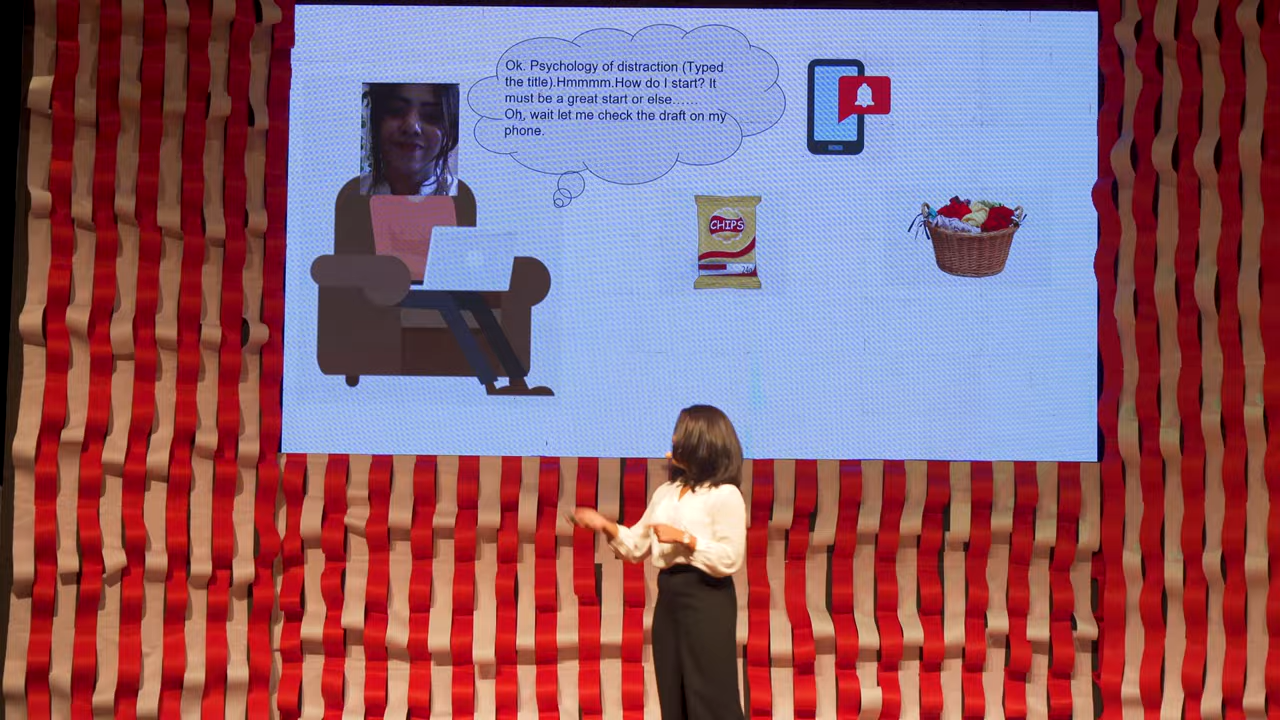 Ok. Psychology of distraction (Typed
the title).Hmmmm.How do I start? It
must be a great start or else......
Oh, wait let me check the draft on my
phone.
CHIPS